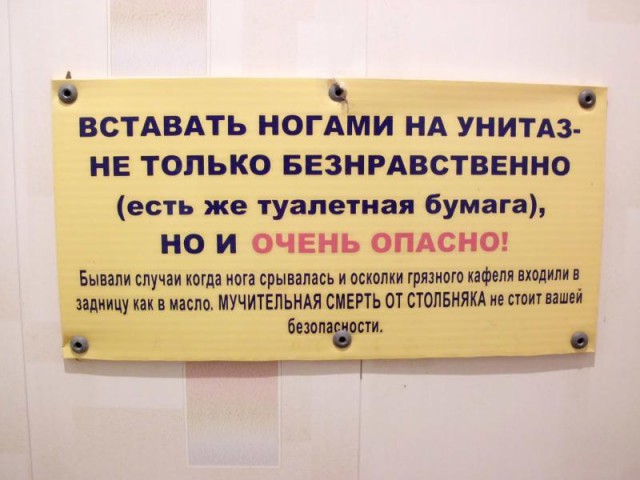 ВСТАВАТЬ НОГАМИ НА УНИТАЗ-
НЕ ТОЛЬКО БЕЗНРАВСТВЕННО
(есть же туалетная бумага),
НО И ОЧЕНЬ ОПАСНО!
Бывали случаи когда нога срывалась и осколки грязного кафеля входили в
задницу как в масло. МУЧИТЕЛЬНАЯ СМЕРТЬ ОТ СТОЛБНЯКА не стоит вашей
безопасности.